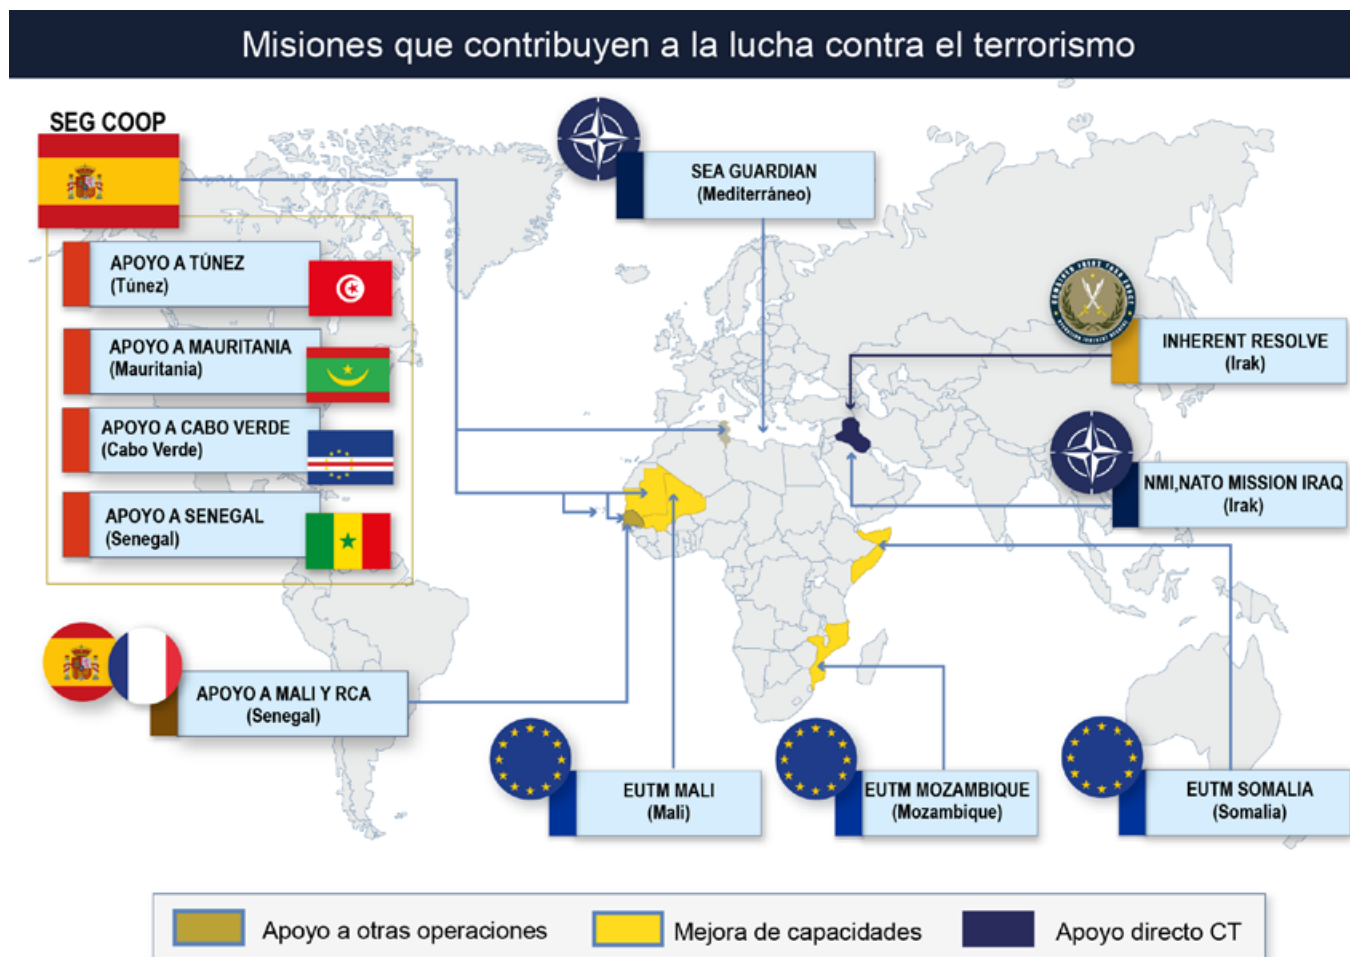 Misiones que contribuyen a la lucha contra el terrorismo
SEG COOP
SEA GUARDIAN
(Mediterráneo)
APOYO A TÚNEZ
(Túnez)
APOYO A MAURITANIA
(Mauritania)
APOYO A CABO VERDE
(Cabo Verde)
APOYO A SENEGAL
(Senegal)
INHERENT RESOLVE
(Irak)
NMI,NATO MISSION IRAQ
(Irak)
APOYO A MALI Y RCA
(Senegal)
EUTM MALI
(Mali)
EUTM MOZAMBIQUE
(Mozambique)
EUTM SOMALIA
(Somalia)
Apoyo a otras operaciones
Mejora de capacidades
Apoyo directo CT